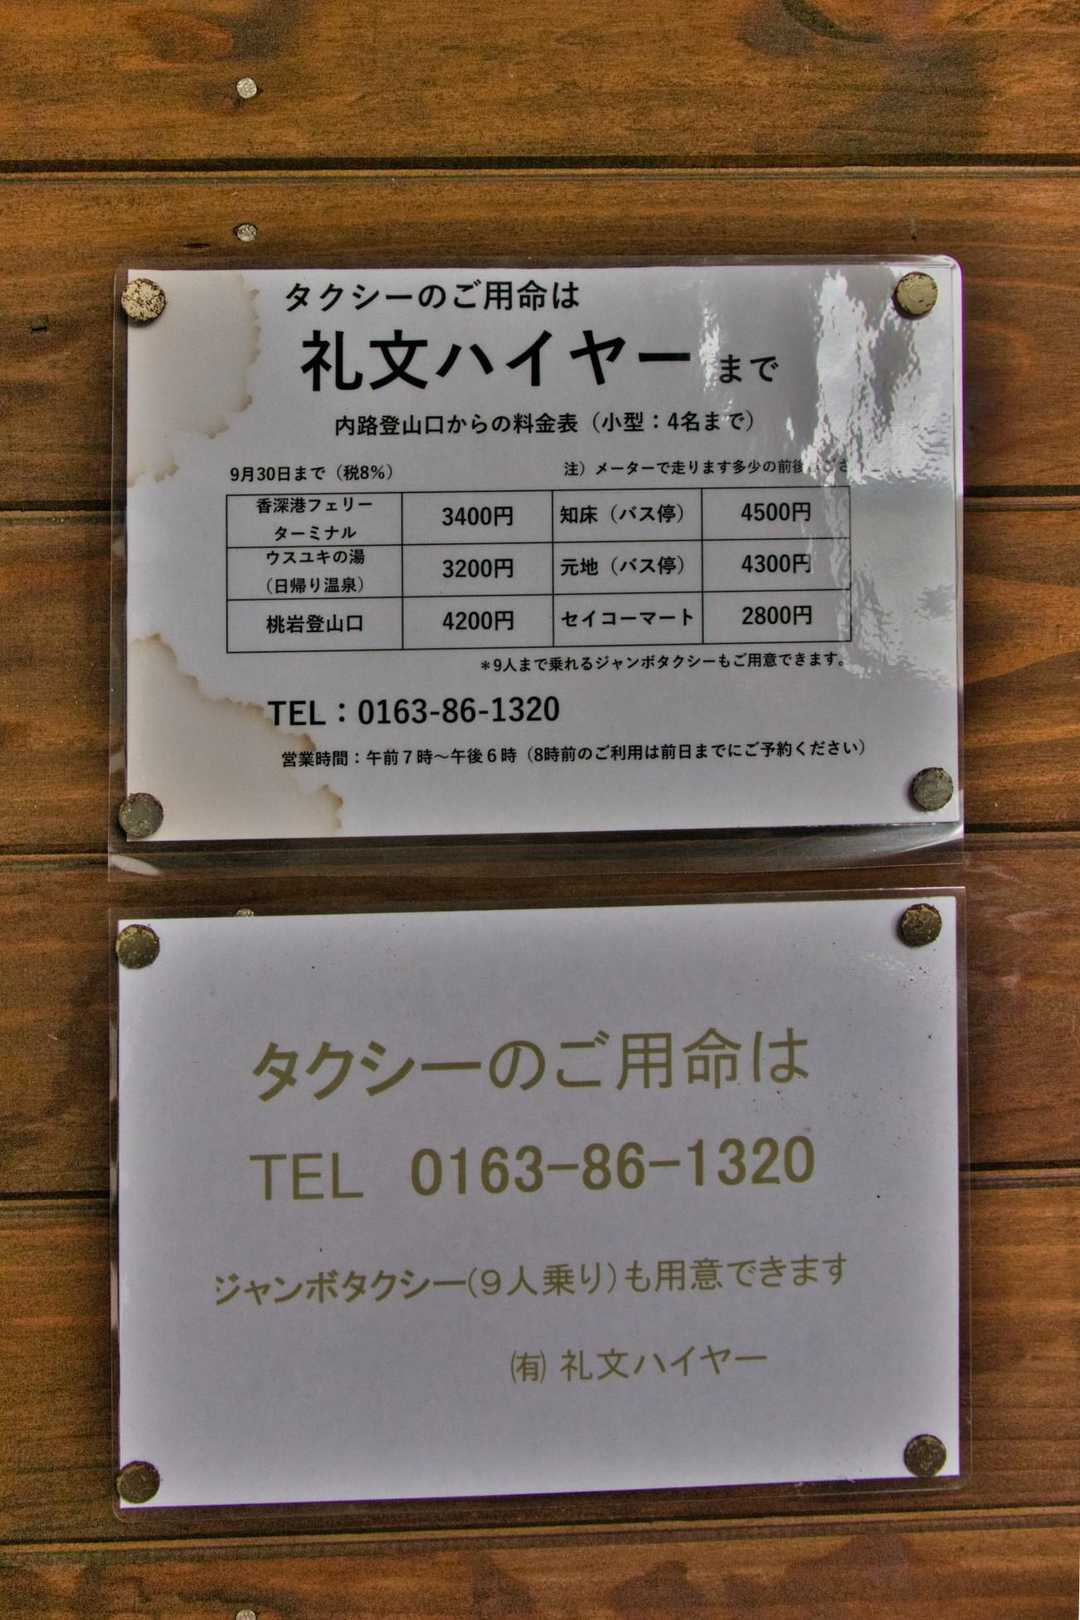 タクシーのご用命は
礼文ハイヤー まで
内路登山口からの料金表（小型：4名まで）
9月30日まで（税8%） 注）メーターで走ります多少の前後
香深港フェリーターミナル 3400円 知床（バス停） 4500円
ウスユキの湯（日帰り温泉） 3200円 元地（バス停） 4300円
桃岩登山口 4200円 セイコーマート 2800円
＊9人まで乗れるジャンボタクシーもご用意できます。
TEL：0163-86-1320
営業時間：午前７時～午後６時（8時前のご利用は前日までにご予約ください）
タクシーのご用命は
TEL 0163−86−1320
ジャンボタクシー(９人乗り)も用意できます
㈲ 礼文ハイヤー